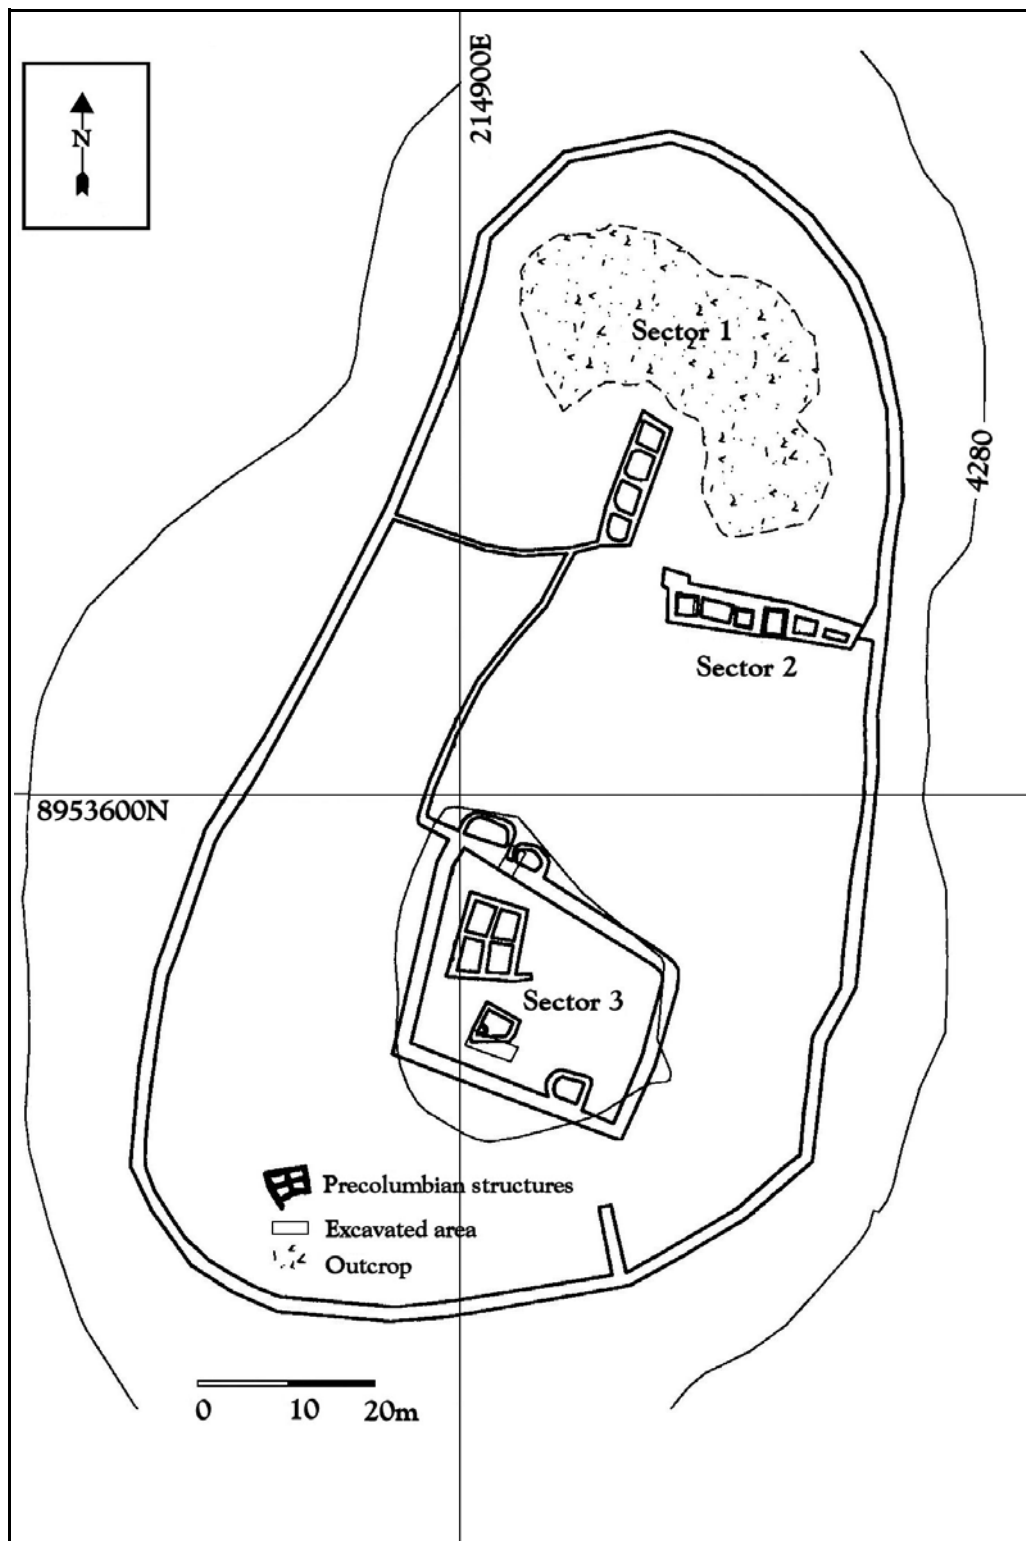 214900E
N
Sector 1
4280
Sector 2
8953600N
Sector 3
Precolumbian structures
Excavated area
Outcrop
0 10 20m